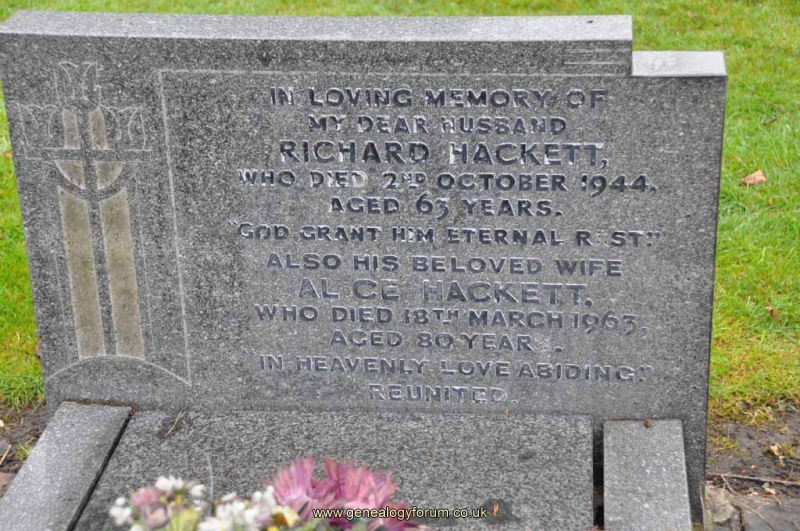 IN LOVING MEMORY OF
MY DEAR HUSBAND
RICHARD HACKETT,
WHO DIED 2ND OCTOBER 1944,
AGED 63 YEARS.
"GOD GRANT HIM ETERNAL R ST."
ALSO HIS BELOVED WIFE
AL CE HACKETT,
WHO DIED 18TH MARCH 1963,
AGED 80 YEAR .
"IN HEAVENLY LOVE ABIDING."
REUNITED.
www.genealogyforum.co.uk